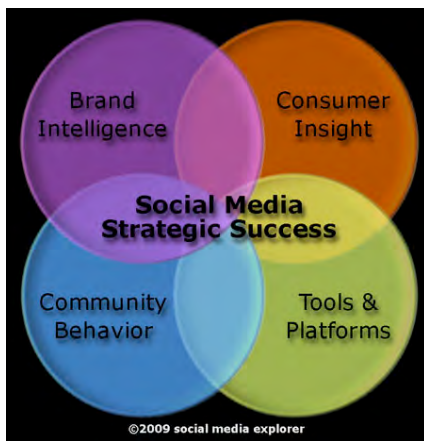 Brand
Intelligence
Consumer
Insight
Social Media
Strategic Success
Community
Behavior
Tools &
Platforms
©2009 social media explorer